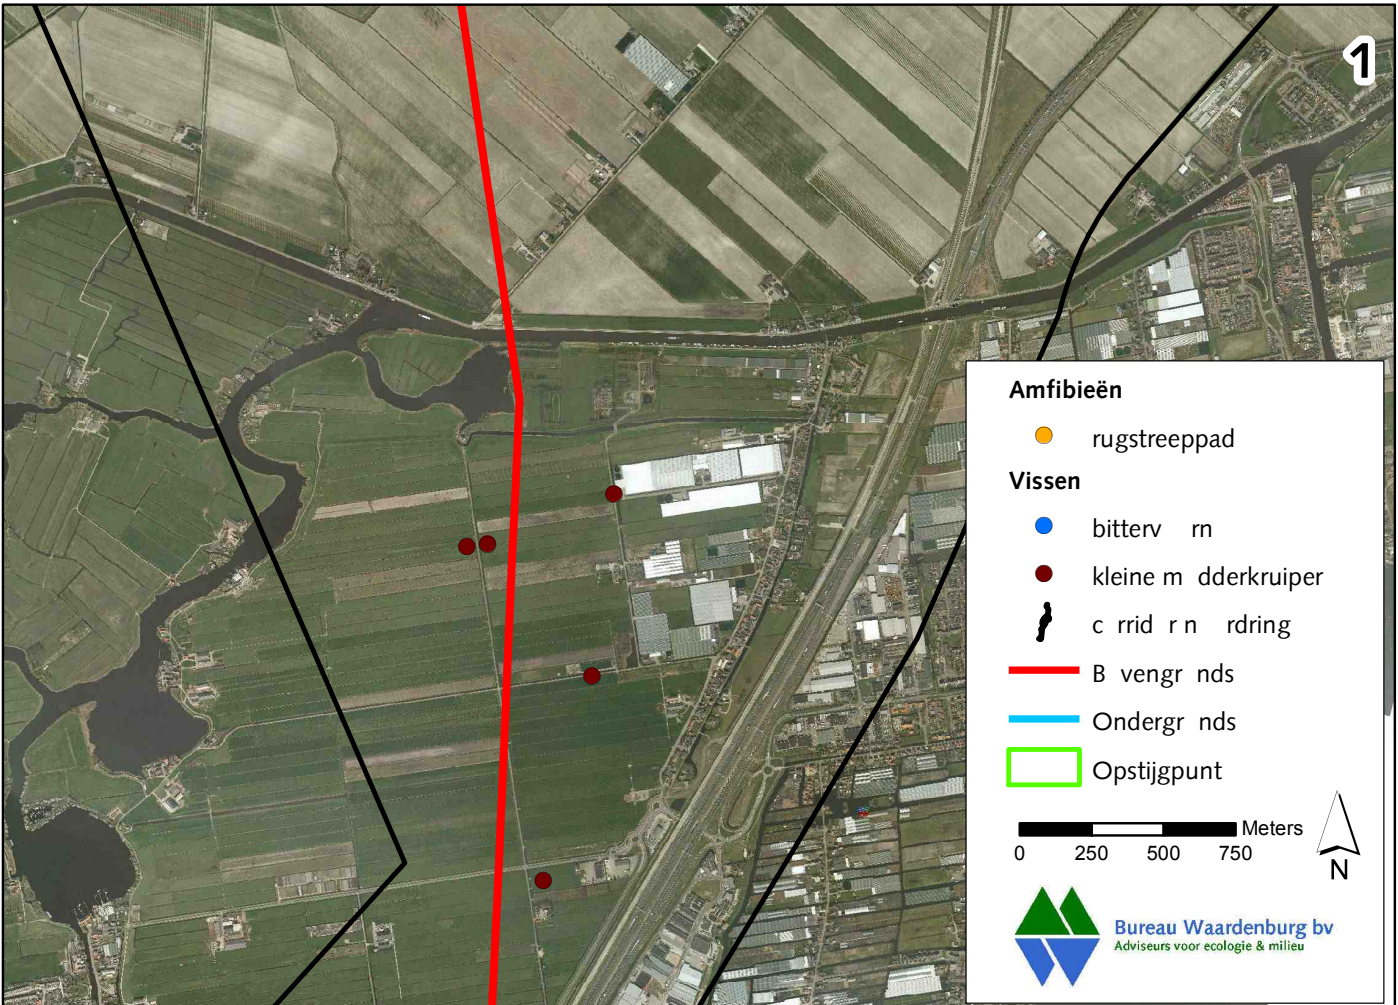 1
Amfibieën
rugstreeppad
Vissen
bitterv rn
kleine m dderkruiper
c rrid r n rdring
B vengr nds
Ondergr nds
Opstijgpunt
Meters
0 250 500 750
N
Bureau Waardenburg bv
Adviseurs voor ecologie & milieu